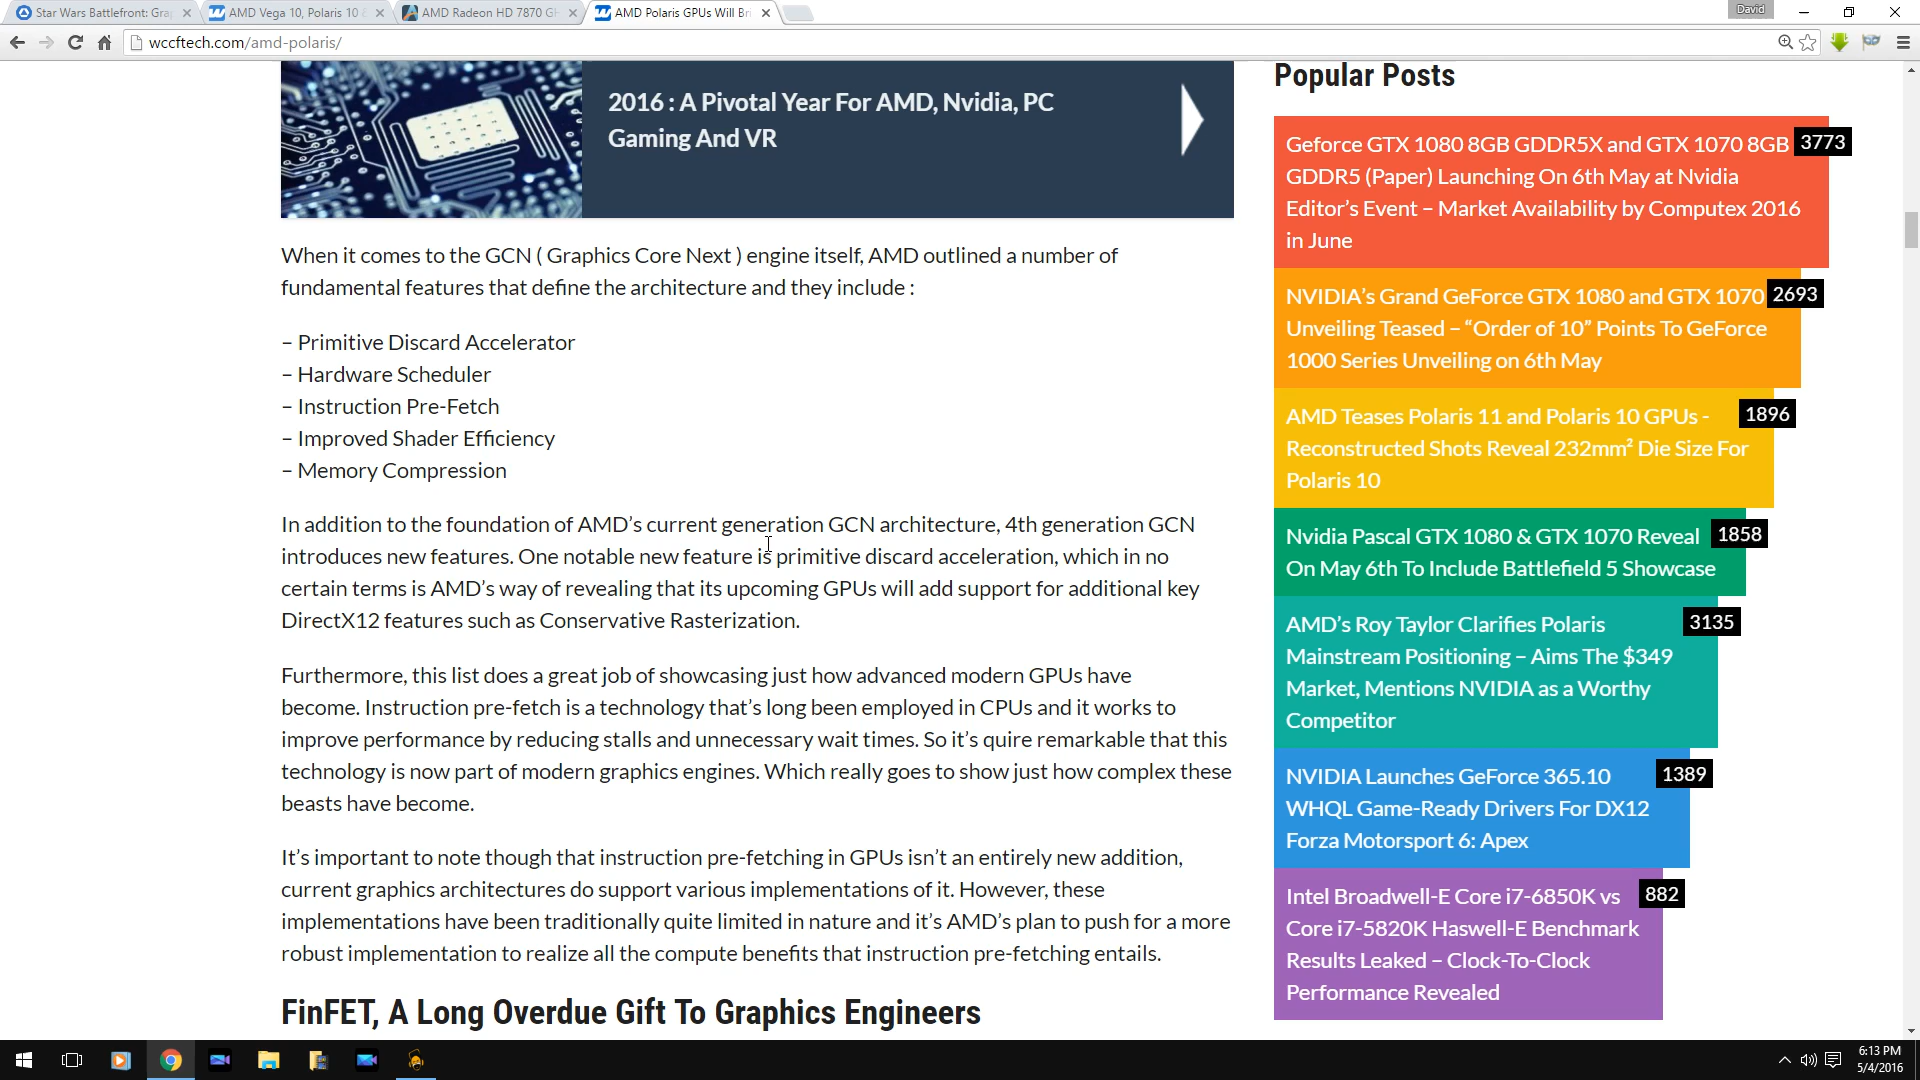 Star Wars Battlefront: Gra
AMD Vega 10, Polaris 10 &
AMD Radeon HD 7870 GH
AMD Polaris GPUs Will Bri
David
wccftech.com/amd-polaris/
2016 : A Pivotal Year For AMD, Nvidia, PC
Gaming And VR
When it comes to the GCN ( Graphics Core Next ) engine itself, AMD outlined a number of
fundamental features that define the architecture and they include :
– Primitive Discard Accelerator
– Hardware Scheduler
– Instruction Pre-Fetch
– Improved Shader Efficiency
– Memory Compression
In addition to the foundation of AMD's current generation GCN architecture, 4th generation GCN
introduces new features. One notable new feature is primitive discard acceleration, which in no
certain terms is AMD's way of revealing that its upcoming GPUs will add support for additional key
DirectX12 features such as Conservative Rasterization.
Furthermore, this list does a great job of showcasing just how advanced modern GPUs have
become. Instruction pre-fetch is a technology that's long been employed in CPUs and it works to
improve performance by reducing stalls and unnecessary wait times. So it's quire remarkable that this
technology is now part of modern graphics engines. Which really goes to show just how complex these
beasts have become.
It's important to note though that instruction pre-fetching in GPUs isn't an entirely new addition,
current graphics architectures do support various implementations of it. However, these
implementations have been traditionally quite limited in nature and it's AMD's plan to push for a more
robust implementation to realize all the compute benefits that instruction pre-fetching entails.
FinFET, A Long Overdue Gift To Graphics Engineers
Popular Posts
Geforce GTX 1080 8GB GDDR5X and GTX 1070 8GB
3773
GDDR5 (Paper) Launching On 6th May at Nvidia
Editor's Event – Market Availability by Computex 2016
in June
NVIDIA's Grand GeForce GTX 1080 and GTX 1070
2693
Unveiling Teased – “Order of 10” Points To GeForce
1000 Series Unveiling on 6th May
AMD Teases Polaris 11 and Polaris 10 GPUs -
1896
Reconstructed Shots Reveal 232mm² Die Size For
Polaris 10
Nvidia Pascal GTX 1080 & GTX 1070 Reveal
1858
On May 6th To Include Battlefield 5 Showcase
AMD's Roy Taylor Clarifies Polaris
3135
Mainstream Positioning – Aims The $349
Market, Mentions NVIDIA as a Worthy
Competitor
NVIDIA Launches GeForce 365.10
1389
WHQL Game-Ready Drivers For DX12
Forza Motorsport 6: Apex
Intel Broadwell-E Core i7-6850K vs
882
Core i7-5820K Haswell-E Benchmark
Results Leaked – Clock-To-Clock
Performance Revealed
6:13 PM
5/4/2016